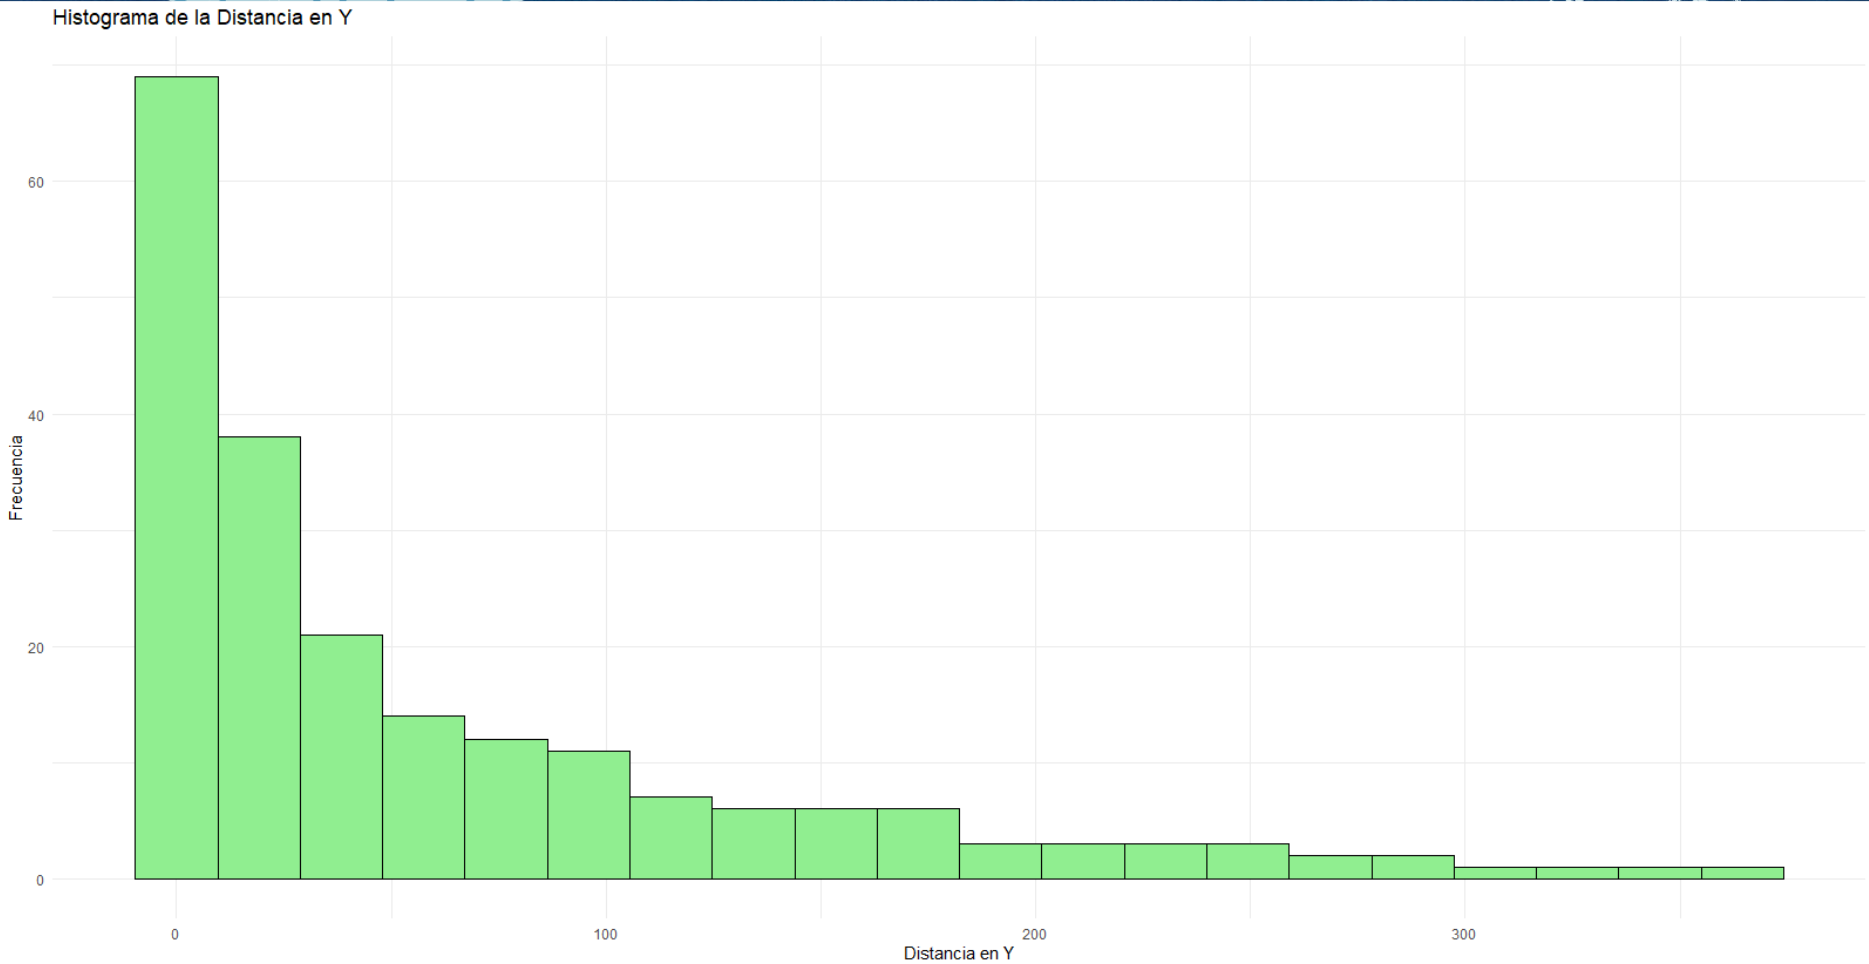 Histograma de la Distancia en Y
60
40
20
0
Frecuencia
0 100 200 300
Distancia en Y